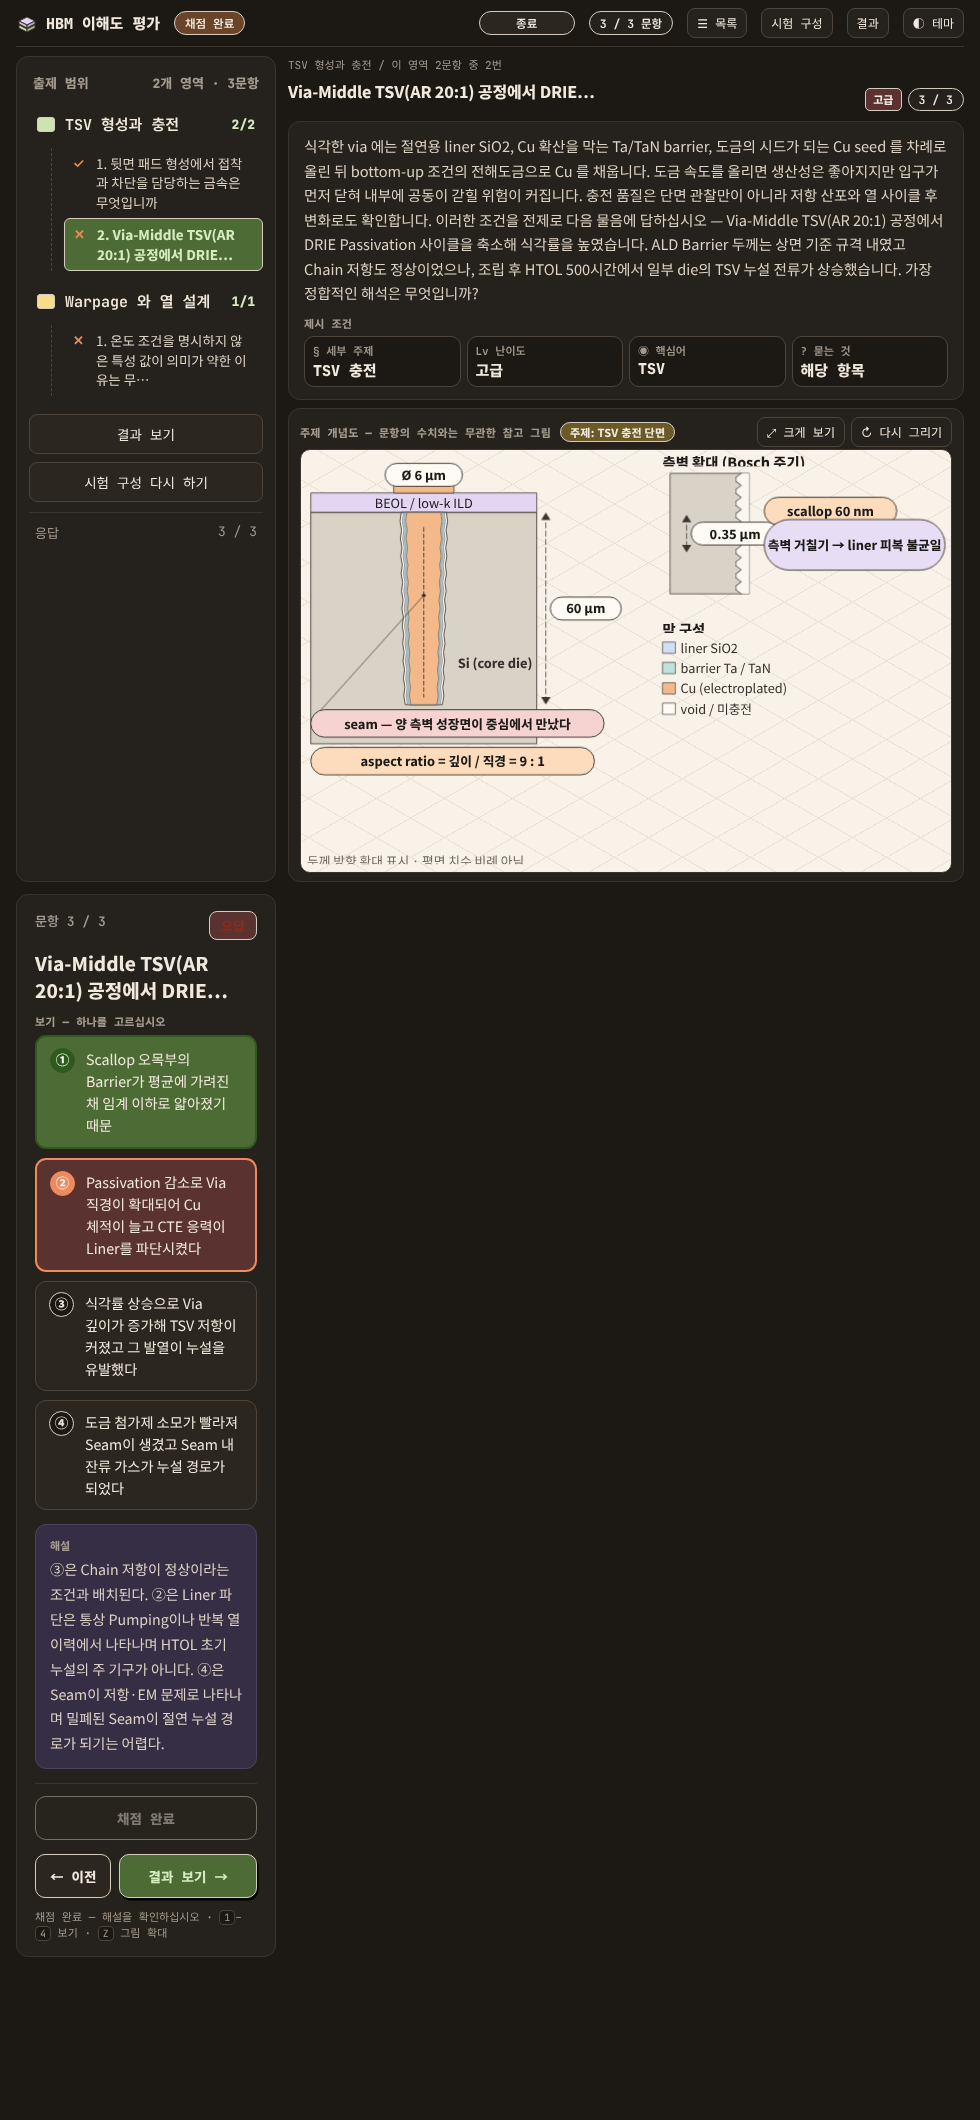 HBM 이해도 평가
채점 완료
종료
3 / 3 문항
☰ 목록
시험 구성
결과
◐ 테마
출제 범위
2개 영역 · 3문항
TSV 형성과 충전
2/2
✓ 1. 뒷면 패드 형성에서 접착
과 차단을 담당하는 금속은
무엇입니까
✕ 2. Via-Middle TSV(AR
20:1) 공정에서 DRIE…
Warpage 와 열 설계
1/1
✕ 1. 온도 조건을 명시하지 않
은 특성 값이 의미가 약한 이
유는 무…
결과 보기
시험 구성 다시 하기
응답
3 / 3
TSV 형성과 충전 / 이 영역 2문항 중 2번
Via-Middle TSV(AR 20:1) 공정에서 DRIE…
고급
3 / 3
식각한 via 에는 절연용 liner SiO2, Cu 확산을 막는 Ta/TaN barrier, 도금의 시드가 되는 Cu seed 를 차례로
올린 뒤 bottom-up 조건의 전해도금으로 Cu 를 채웁니다. 도금 속도를 올리면 생산성은 좋아지지만 입구가
먼저 닫혀 내부에 공동이 갇힐 위험이 커집니다. 충전 품질은 단면 관찰만이 아니라 저항 산포와 열 사이클 후
변화로도 확인합니다. 이러한 조건을 전제로 다음 물음에 답하십시오 — Via-Middle TSV(AR 20:1) 공정에서
DRIE Passivation 사이클을 축소해 식각률을 높였습니다. ALD Barrier 두께는 상면 기준 규격 내였고
Chain 저항도 정상이었으나, 조립 후 HTOL 500시간에서 일부 die의 TSV 누설 전류가 상승했습니다. 가장
정합적인 해석은 무엇입니까?
제시 조건
§ 세부 주제
TSV 충전
Lv 난이도
고급
◉ 핵심어
TSV
? 묻는 것
해당 항목
주제 개념도 — 문항의 수치와는 무관한 참고 그림
주제: TSV 충전 단면
⤢ 크게 보기
↻ 다시 그리기
Ø 6 µm
BEOL / low-k ILD
60 µm
Si (core die)
seam — 양 측벽 성장면이 중심에서 만났다
aspect ratio = 깊이 / 직경 = 9 : 1
측벽 확대 (Bosch 주기)
scallop 60 nm
0.35 µm
측벽 거칠기 → liner 피복 불균일
막 구성
liner SiO2
barrier Ta / TaN
Cu (electroplated)
void / 미충전
두께 방향 확대 표시 · 평면 치수 비례 아님
문항 3 / 3
오답
Via-Middle TSV(AR
20:1) 공정에서 DRIE…
보기 — 하나를 고르십시오
① Scallop 오목부의
Barrier가 평균에 가려진
채 임계 이하로 얇아졌기
때문
② Passivation 감소로 Via
직경이 확대되어 Cu
체적이 늘고 CTE 응력이
Liner를 파단시켰다
③ 식각률 상승으로 Via
깊이가 증가해 TSV 저항이
커졌고 그 발열이 누설을
유발했다
④ 도금 첨가제 소모가 빨라져
Seam이 생겼고 Seam 내
잔류 가스가 누설 경로가
되었다
해설
③은 Chain 저항이 정상이라는
조건과 배치된다. ②은 Liner 파
단은 통상 Pumping이나 반복 열
이력에서 나타나며 HTOL 초기
누설의 주 기구가 아니다. ④은
Seam이 저항·EM 문제로 나타나
며 밀폐된 Seam이 절연 누설 경
로가 되기는 어렵다.
채점 완료
← 이전
결과 보기 →
채점 완료 — 해설을 확인하십시오 · 1–
4 보기 · Z 그림 확대